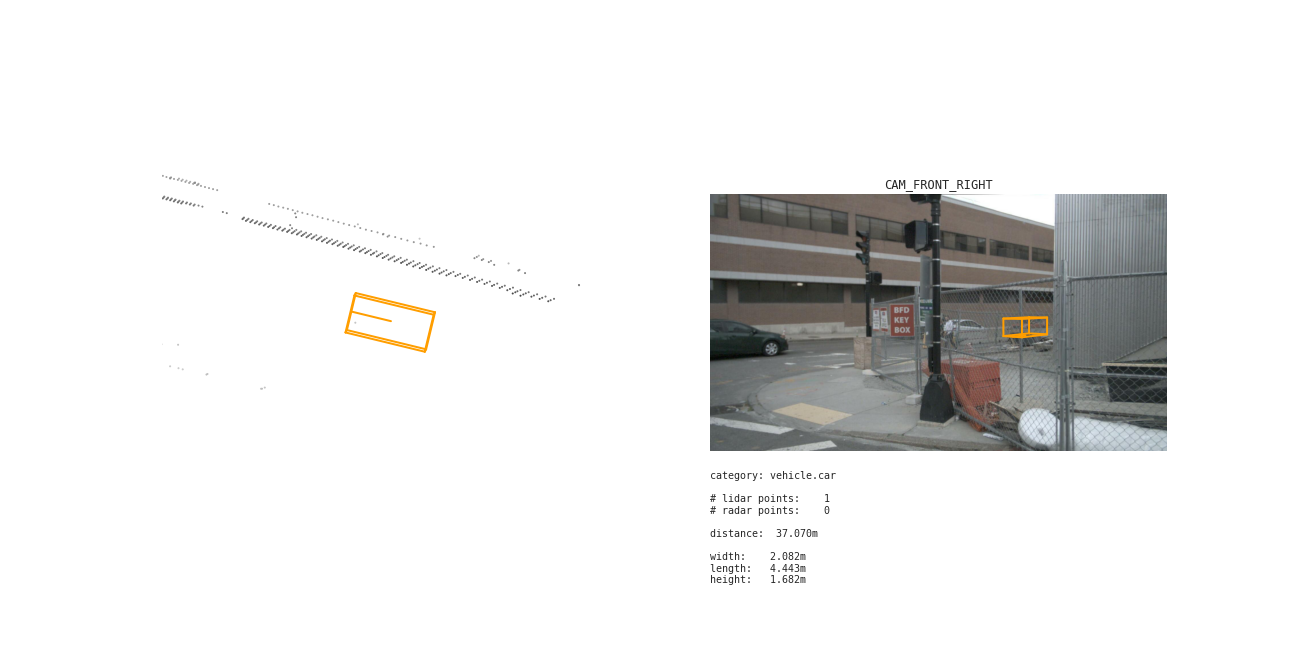 CAM_FRONT_RIGHT
BFD
KEY
BOX
category: vehicle.car
# lidar points:    1
# radar points:    0
distance:  37.070m
width:    2.082m
length:   4.443m
height:   1.682m